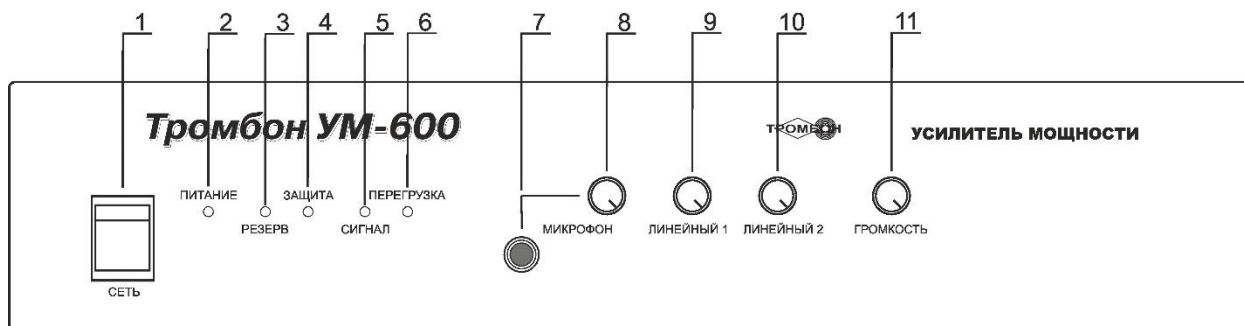 1 2 3 4 5 6 7 8 9 10 11
Тромбон УМ-600
ТРОМБОН
УСИЛИТЕЛЬ МОЩНОСТИ
ПИТАНИЕ ЗАЩИТА ПЕРЕГРУЗКА
РЕЗЕРВ СИГНАЛ МИКРОФОН ЛИНЕЙНЫЙ 1 ЛИНЕЙНЫЙ 2 ГРОМКОСТЬ
СЕТЬ